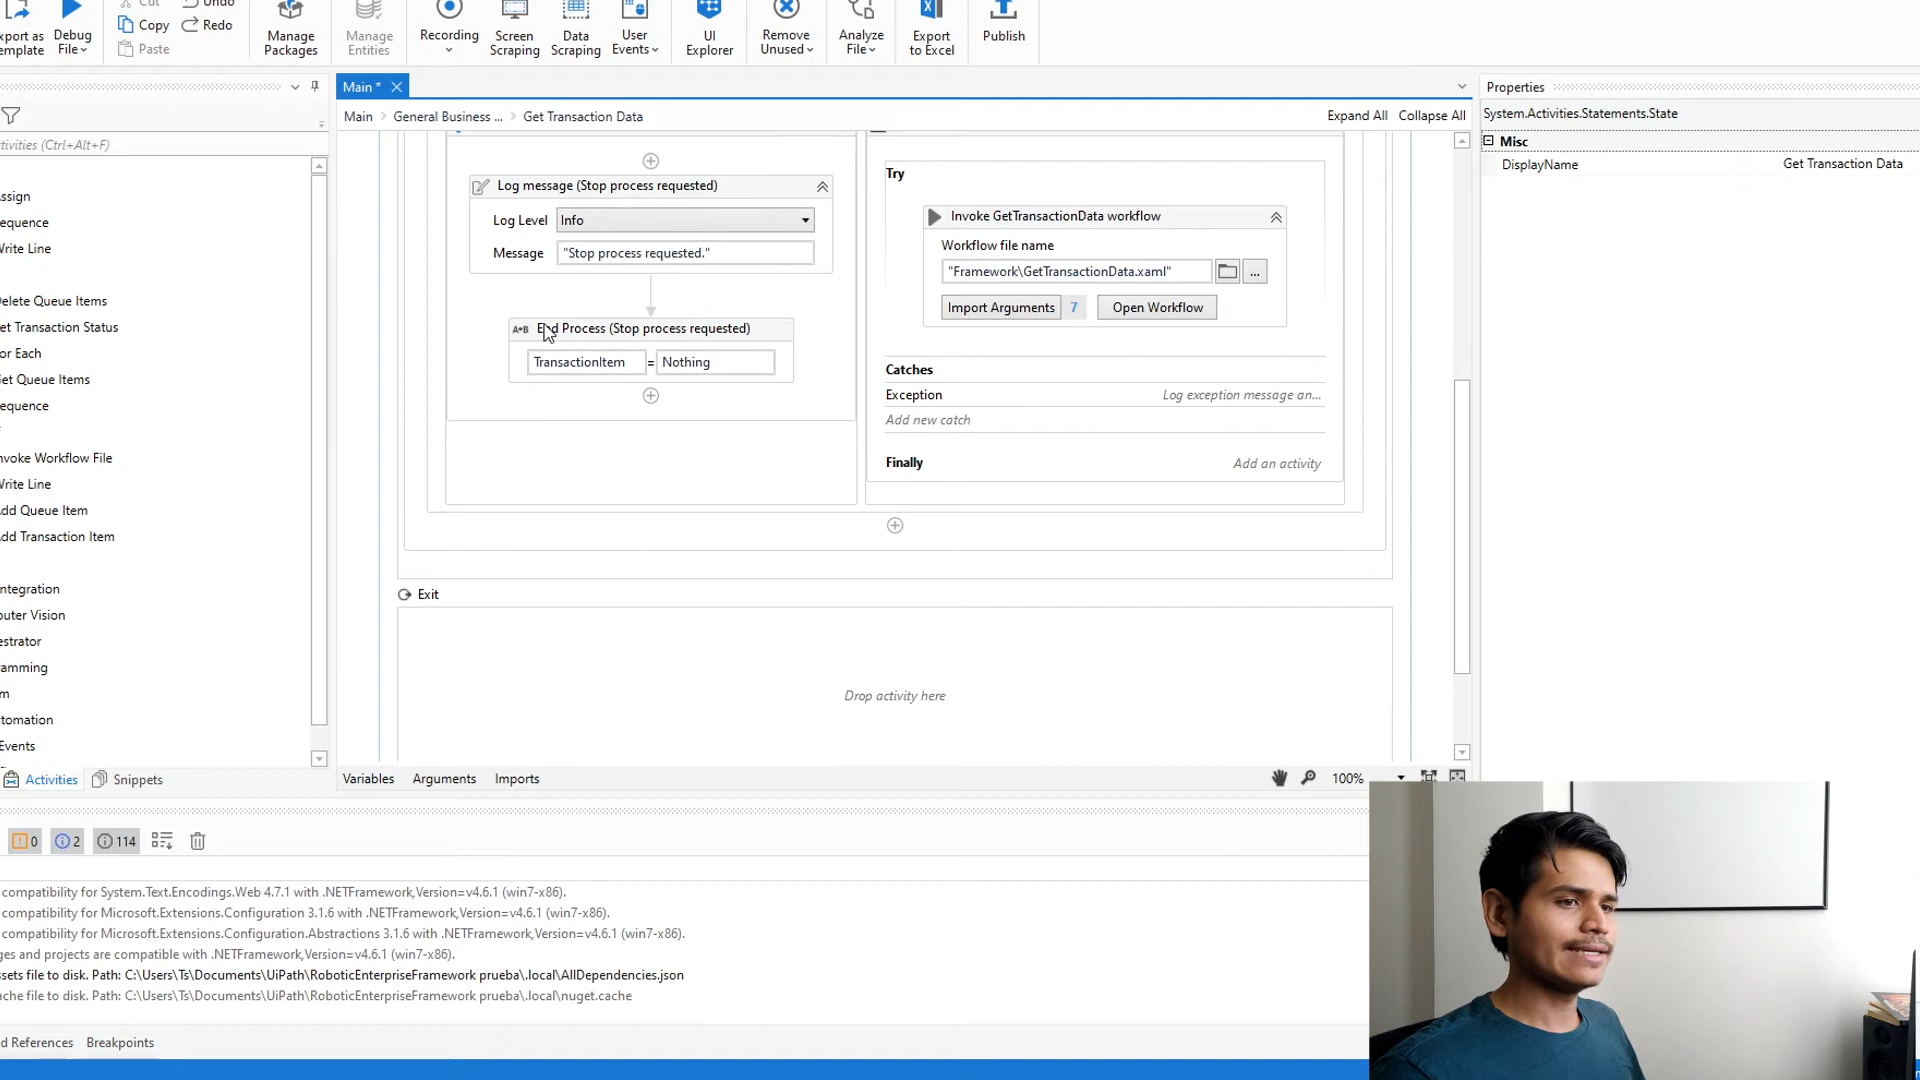 Cut
Undo
xport as
emplate
Debug
File
Copy
Redo
Paste
Manage
Packages
Manage
Entities
Recording
Screen
Scraping
Data
Scraping
User
Events
UI
Explorer
Remove
Unused
Analyze
File
Export
to Excel
Publish
Main *
Main > General Business ... > Get Transaction Data
Expand All Collapse All
Properties
System.Activities.Statements.State
Misc
DisplayName Get Transaction Data
tivities (Ctrl+Alt+F)
ssign
equence
Write Line
elete Queue Items
et Transaction Status
or Each
et Queue Items
equence
nvoke Workflow File
Write Line
dd Queue Item
dd Transaction Item
ntegration
puter Vision
estrator
ramming
m
tomation
Events
Activities
Snippets
Log message (Stop process requested)
Log Level Info
Message "Stop process requested."
End Process (Stop process requested)
A+B
TransactionItem = Nothing
Try
Invoke GetTransactionData workflow
Workflow file name
"Framework\GetTransactionData.xaml" ...
Import Arguments 7 Open Workflow
Catches
Exception Log exception message an...
Add new catch
Finally Add an activity
Exit
Drop activity here
Variables Arguments Imports
100%
0
2
114
compatibility for System.Text.Encodings.Web 4.7.1 with .NETFramework,Version=v4.6.1 (win7-x86).
compatibility for Microsoft.Extensions.Configuration 3.1.6 with .NETFramework,Version=v4.6.1 (win7-x86).
compatibility for Microsoft.Extensions.Configuration.Abstractions 3.1.6 with .NETFramework,Version=v4.6.1 (win7-x86).
ges and projects are compatible with .NETFramework,Version=v4.6.1 (win7-x86).
ssets file to disk. Path: C:\Users\Ts\Documents\UiPath\RoboticEnterpriseFramework prueba\.local\AllDependencies.json
ache file to disk. Path: C:\Users\Ts\Documents\UiPath\RoboticEnterpriseFramework prueba\.local\nuget.cache
d References Breakpoints